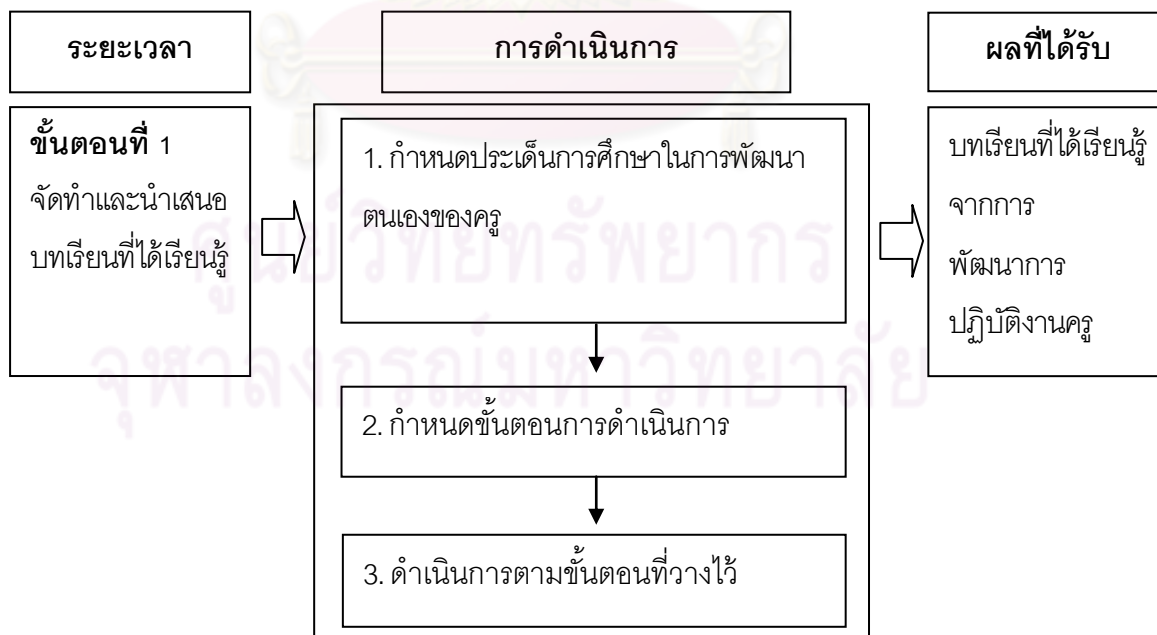 ระยะเวลา
การดำเนินการ
ผลที่ได้รับ
ขั้นตอนที่ 1
จัดทำและนำเสนอ
บทเรียนที่ได้เรียนรู้
1. กำหนดประเด็นการศึกษาในการพัฒนา
ตนเองของครู
2. กำหนดขั้นตอนการดำเนินการ
3. ดำเนินการตามขั้นตอนที่วางไว้
บทเรียนที่ได้เรียนรู้
จากการ
พัฒนาการ
ปฏิบัติงานครู
ศูนย์วิทยทรัพยากร
จุฬาลงกรณ์มหาวิทยาลัย